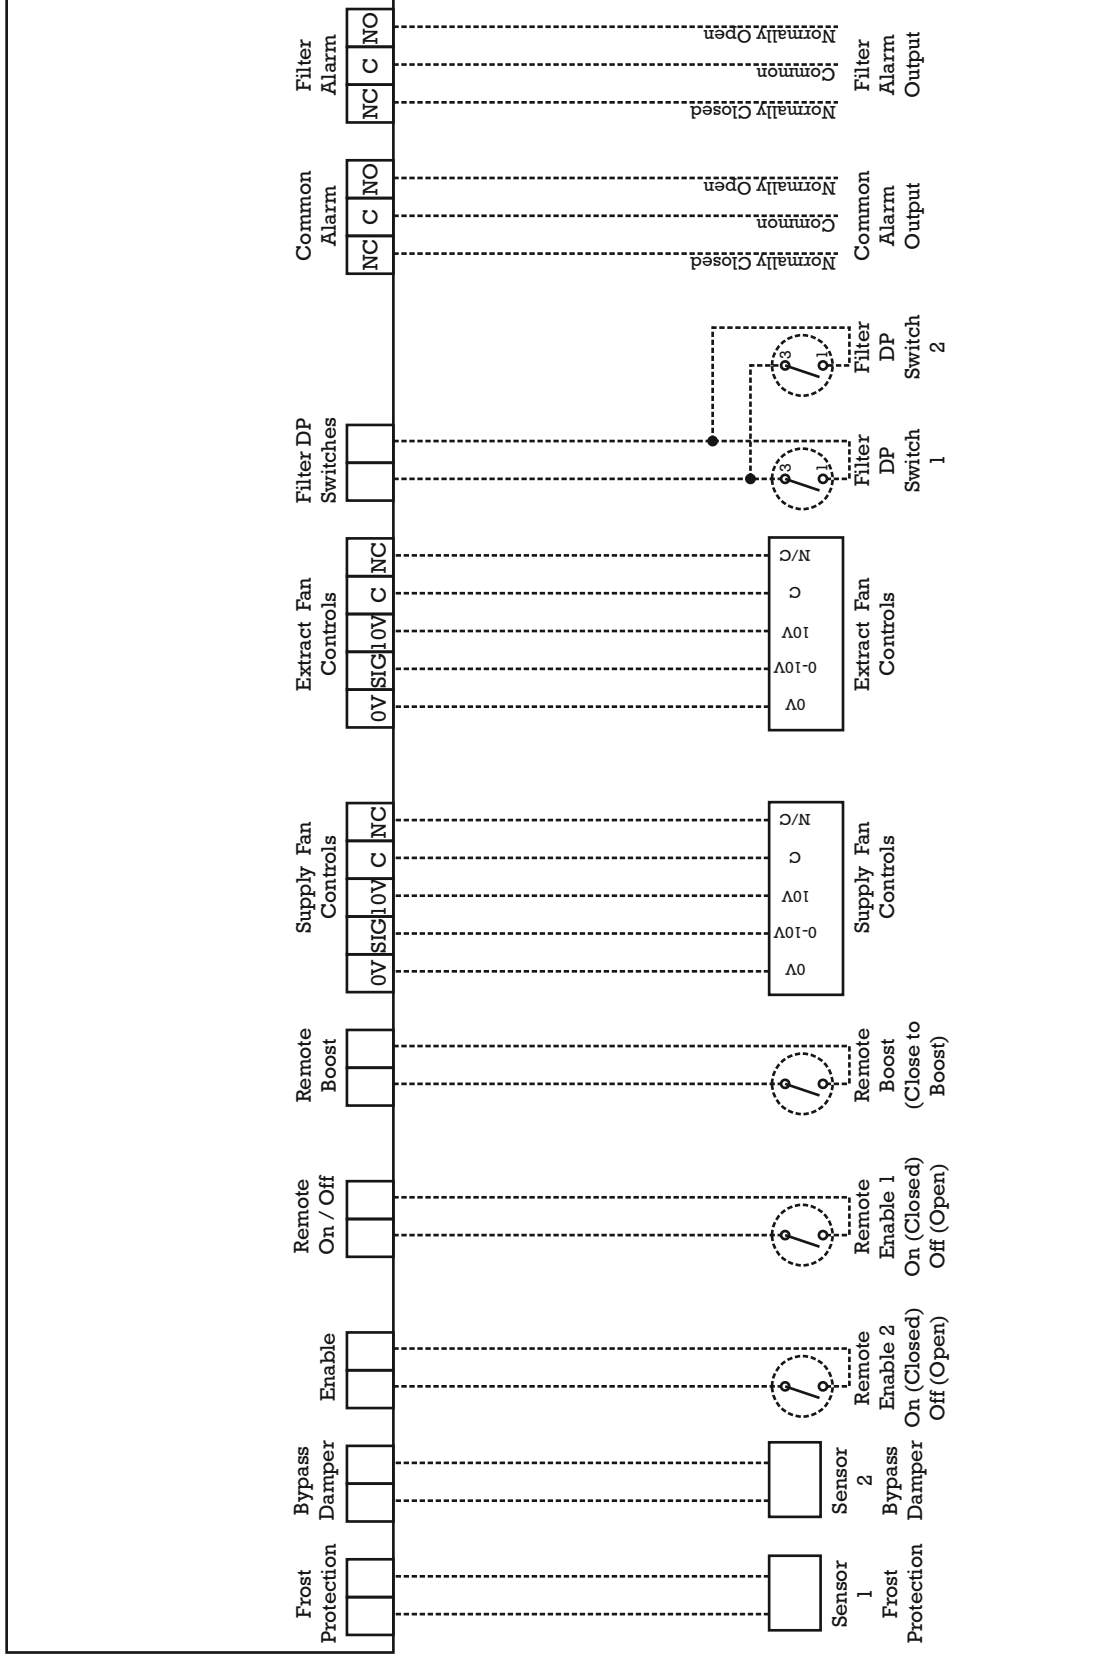 Frost
Protection
Bypass
Damper
Enable
Remote
On / Off
Remote
Boost
Supply Fan
Controls
Extract Fan
Controls
Filter DP
Switches
Common
Alarm
Filter
Alarm
0V
SIG
10V
C
NC
0V
SIG
10V
C
NC
NC
C
NO
NC
C
NO
0V
0-10V
10V
C
N/C
0V
0-10V
10V
C
N/C
3
1
3
1
Normally Closed
Common
Normally Open
Normally Closed
Common
Normally Open
Sensor
1
Frost
Protection
Sensor
2
Bypass
Damper
Remote
Enable 2
On (Closed)
Off (Open)
Remote
Enable 1
On (Closed)
Off (Open)
Remote
Boost
(Close to
Boost)
Supply Fan
Controls
Extract Fan
Controls
Filter
DP
Switch
1
Filter
DP
Switch
2
Common
Alarm
Output
Filter
Alarm
Output